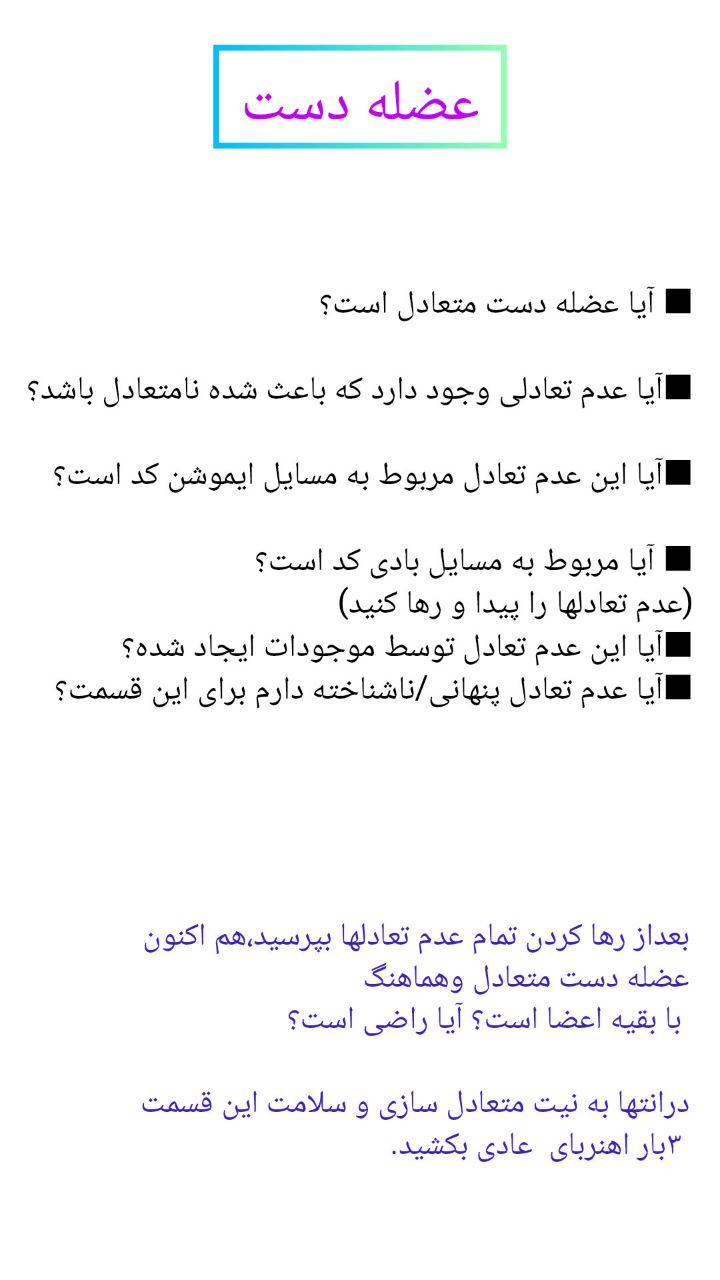 عضله دست
■ آیا عضله دست متعادل است؟
■آیا عدم تعادلی وجود دارد که باعث شده نامتعادل باشد؟
■آیا این عدم تعادل مربوط به مسایل ایموشن کد است؟
■ آیا مربوط به مسایل بادی کد است؟
(عدم تعادلها را پیدا و رها کنید)
■آیا این عدم تعادل توسط موجودات ایجاد شده؟
■آیا عدم تعادل پنهانی/ناشناخته دارم برای این قسمت؟
بعداز رها کردن تمام عدم تعادلها بپرسید،هم اکنون
عضله دست متعادل وهماهنگ
با بقیه اعضا است؟ آیا راضی است؟
درانتها به نیت متعادل سازی و سلامت این قسمت
۳بار اهنربای عادی بکشید.